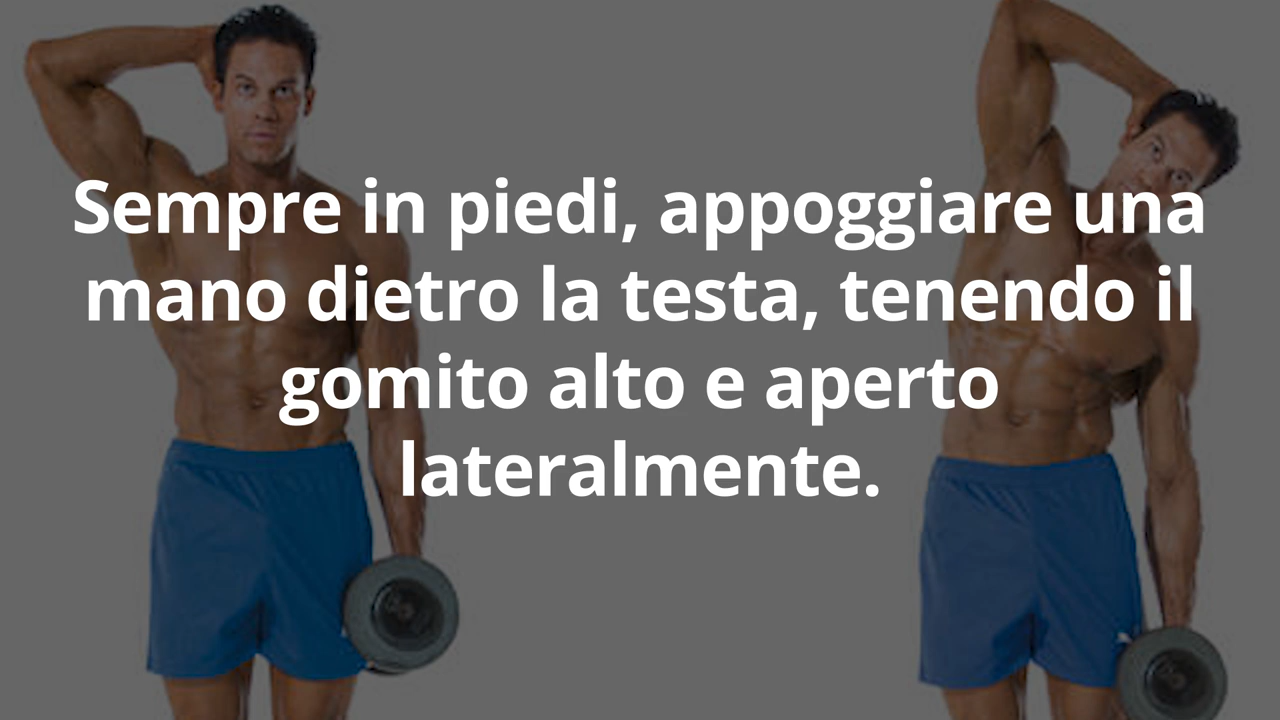 Sempre in piedi, appoggiare una
mano dietro la testa, tenendo il
gomito alto e aperto
lateralmente.